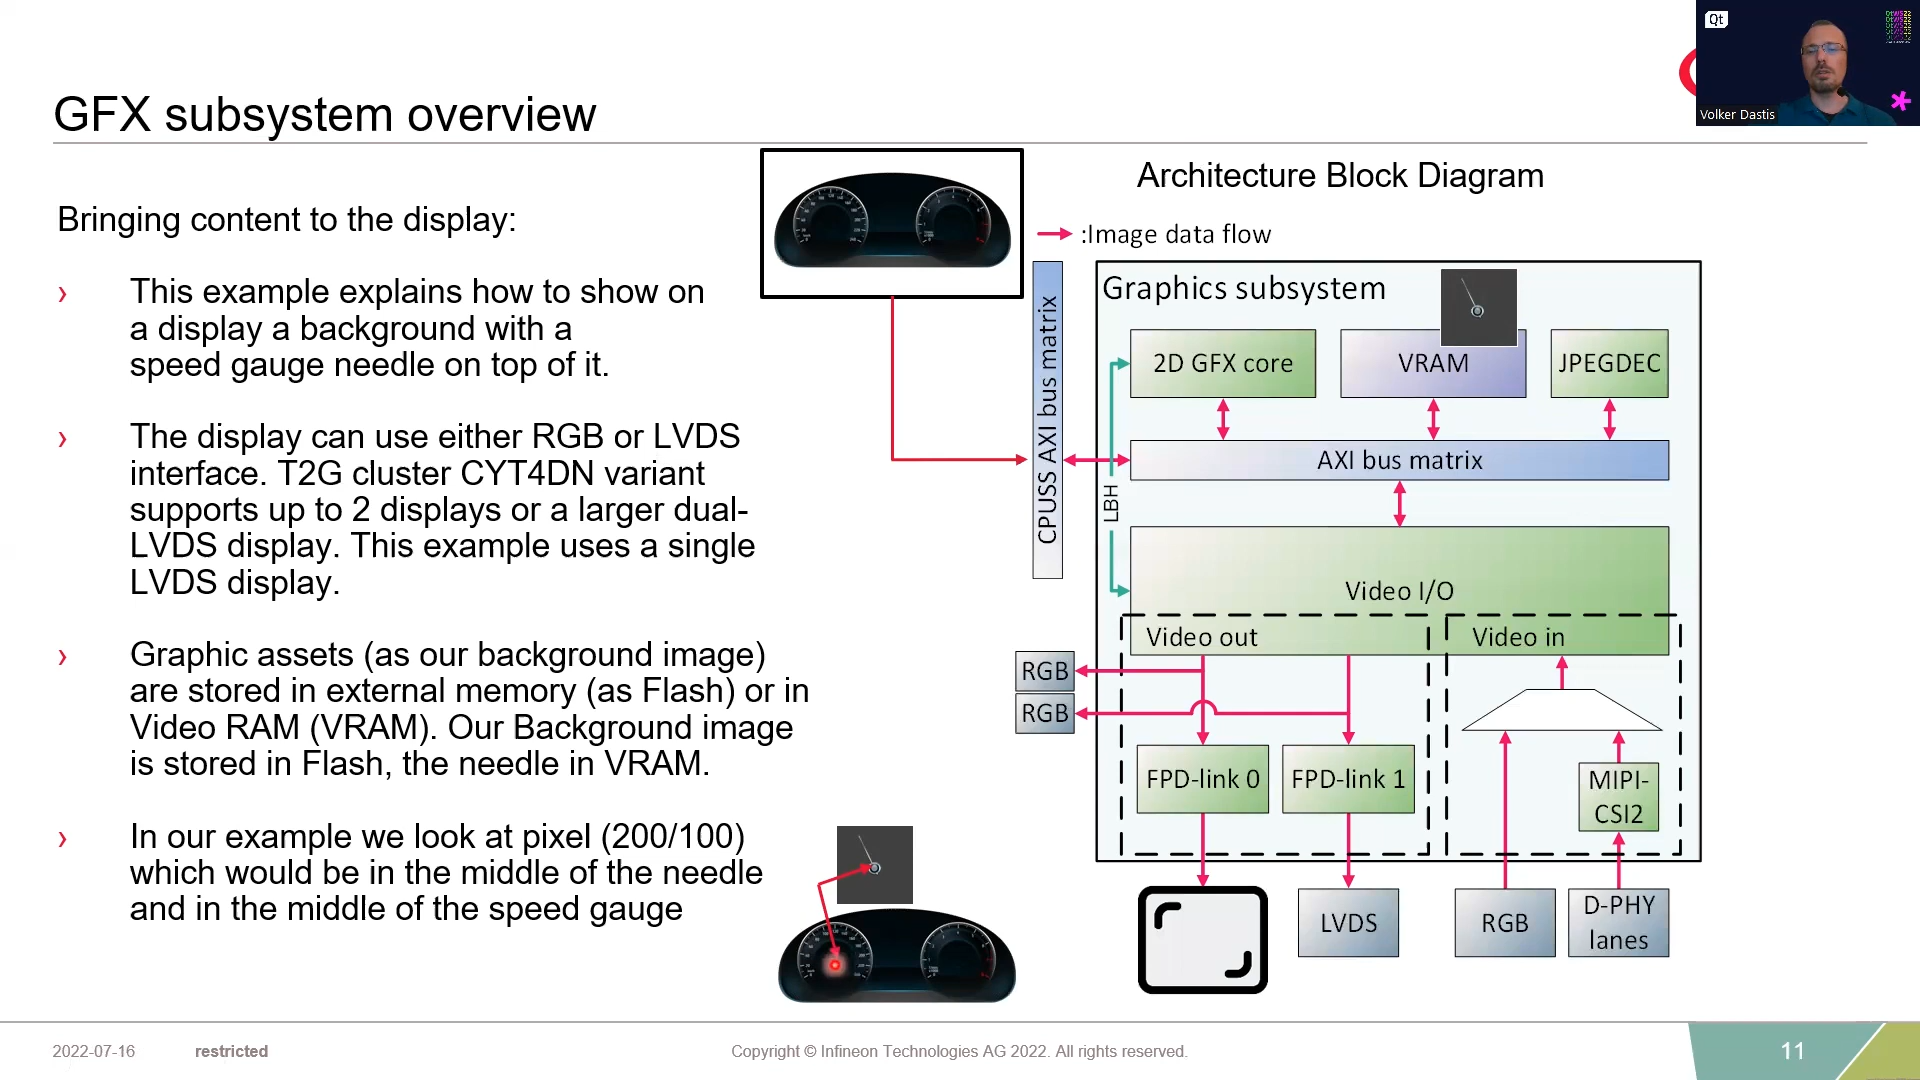 Qt
Volker Dastis
GFX subsystem overview
Bringing content to the display:
› This example explains how to show on
a display a background with a
speed gauge needle on top of it.
› The display can use either RGB or LVDS
interface. T2G cluster CYT4DN variant
supports up to 2 displays or a larger dual-
LVDS display. This example uses a single
LVDS display.
› Graphic assets (as our background image)
are stored in external memory (as Flash) or in
Video RAM (VRAM). Our Background image
is stored in Flash, the needle in VRAM.
› In our example we look at pixel (200/100)
which would be in the middle of the needle
and in the middle of the speed gauge
Architecture Block Diagram
:Image data flow
CPUSS AXI bus matrix
Graphics subsystem
2D GFX core
VRAM
JPEGDEC
AXI bus matrix
LBH
Video I/O
Video out
Video in
RGB
RGB
FPD-link 0
FPD-link 1
MIPI-
CSI2
LVDS
RGB
D-PHY
lanes
2022-07-16
restricted
Copyright © Infineon Technologies AG 2022. All rights reserved.
11